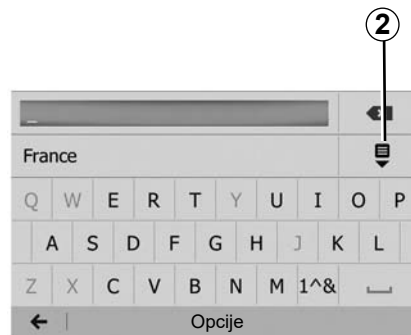 2
_
France
Q W E R T Y U I O P
A S D F G H J K L
Z X C V B N M 1^&
Opcije